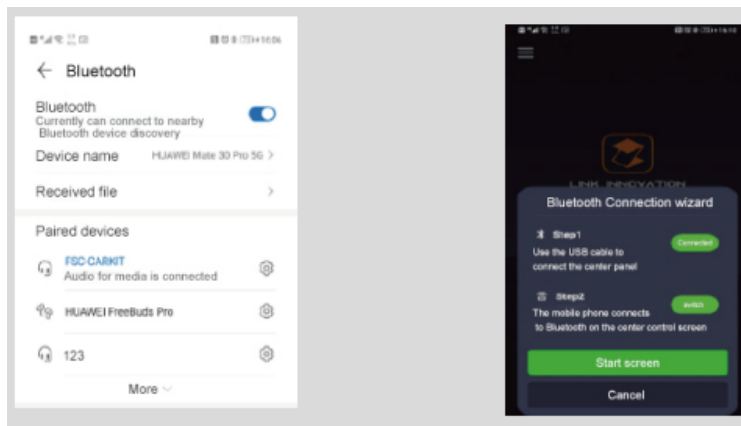 Bluetooth
Bluetooth
Currently can connect to nearby
Bluetooth device discovery
Device name HUAWEI Mate 30 Pro 5G >
Received file >
Paired devices
FSC-CARKIT
Audio for media is connected
HUAWEI FreeBuds Pro
123
More
LINK INNOVATION
Bluetooth Connection wizard
Step1
Use the USB cable to
connect the center panel
Connected
Step2
The mobile phone connects
to Bluetooth on the center control screen
switch
Start screen
Cancel